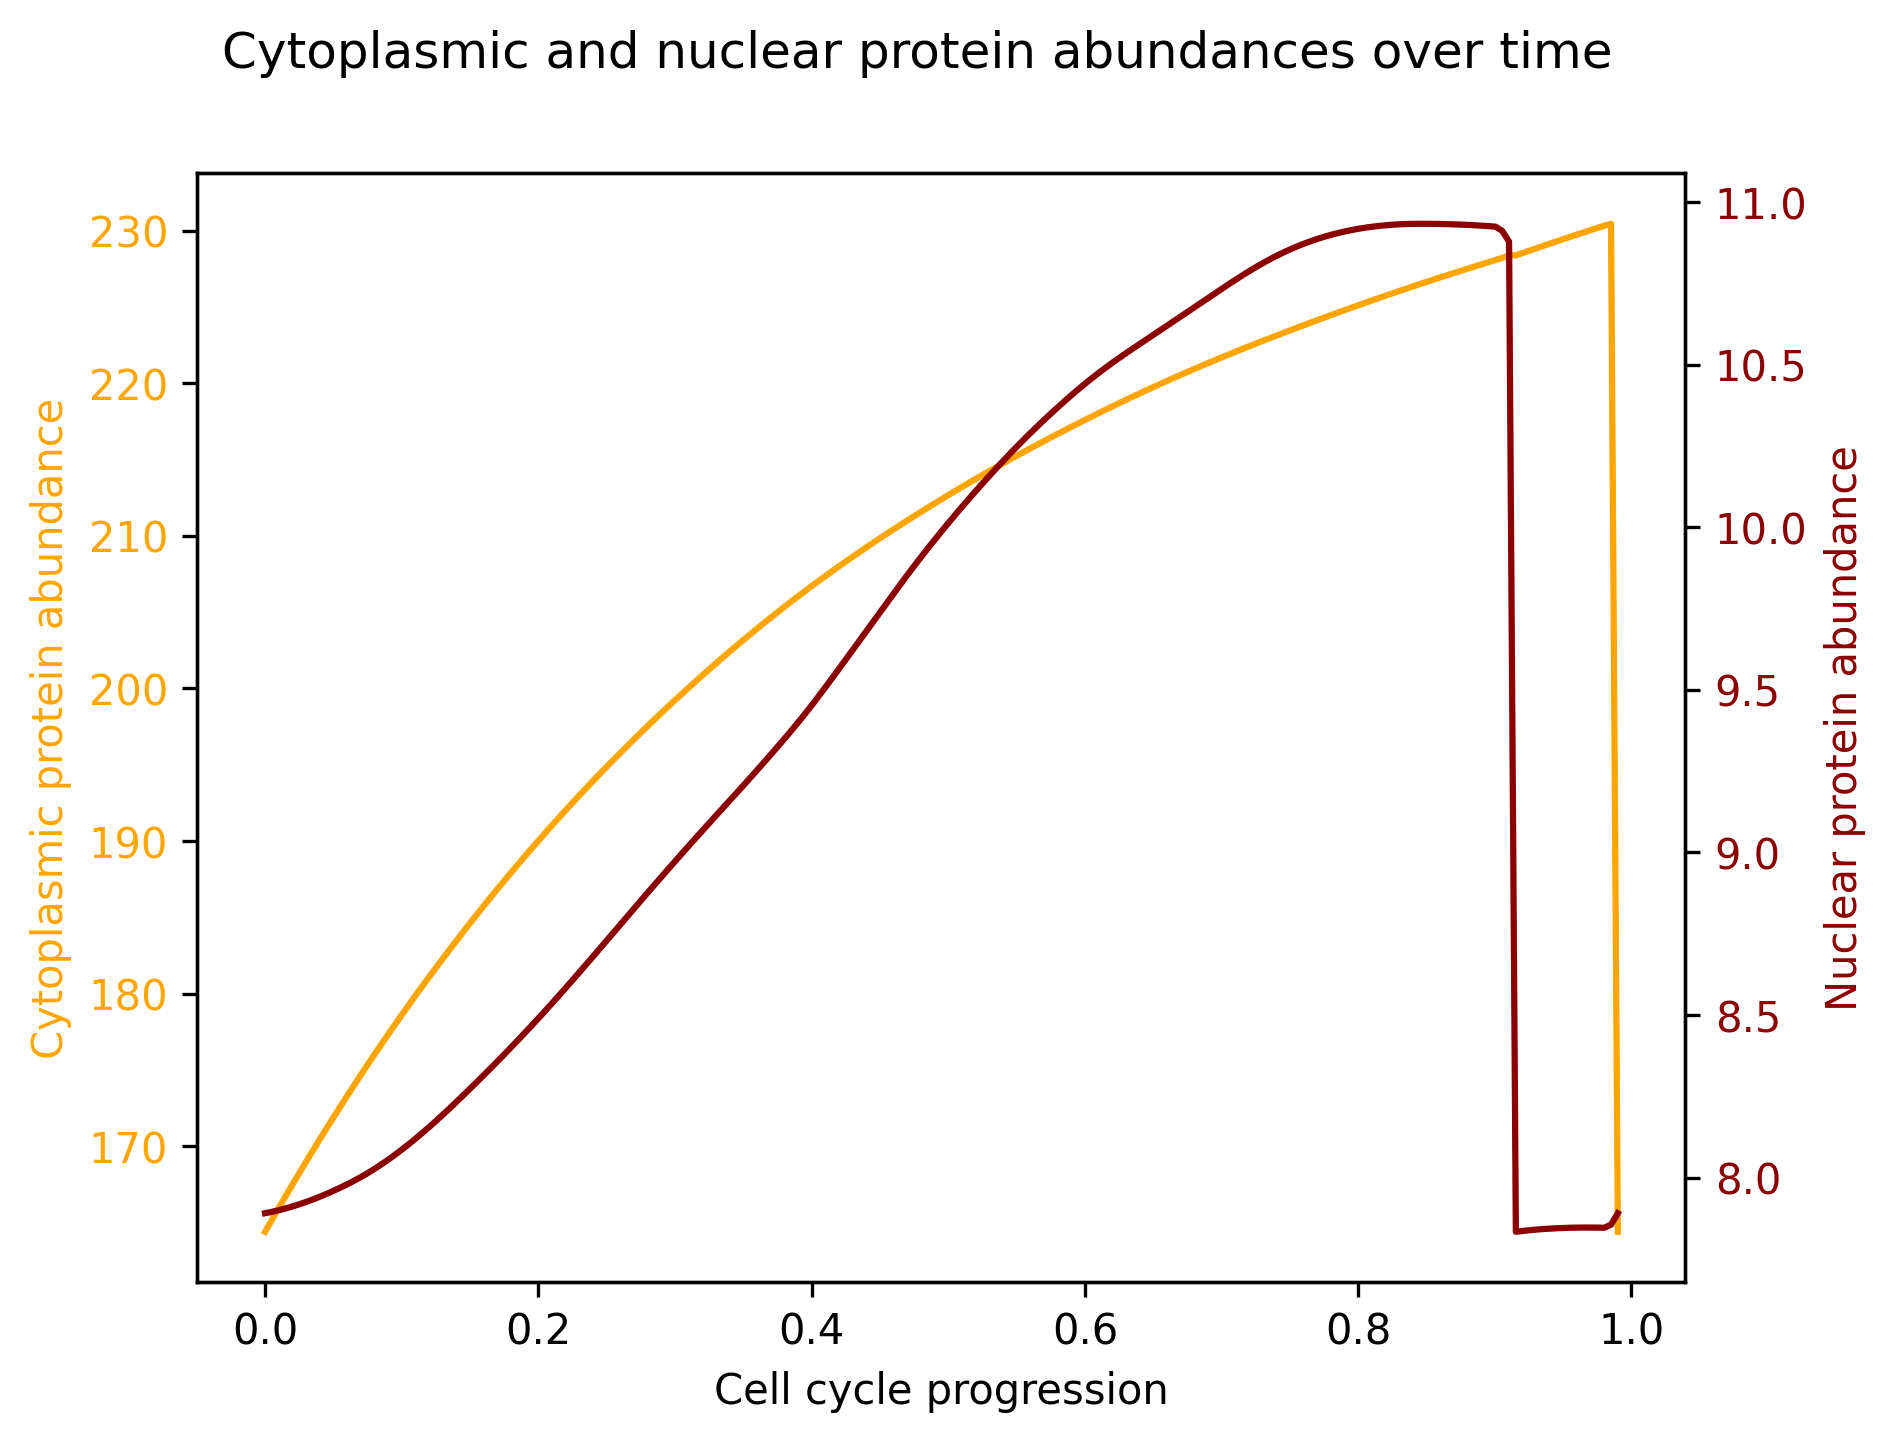 Cytoplasmic and nuclear protein abundances over time
Cytoplasmic protein abundance
230
220
210
200
190
180
170
11.0
10.5
10.0
9.5
9.0
8.5
8.0
Nuclear protein abundance
0.0 0.2 0.4 0.6 0.8 1.0
Cell cycle progression